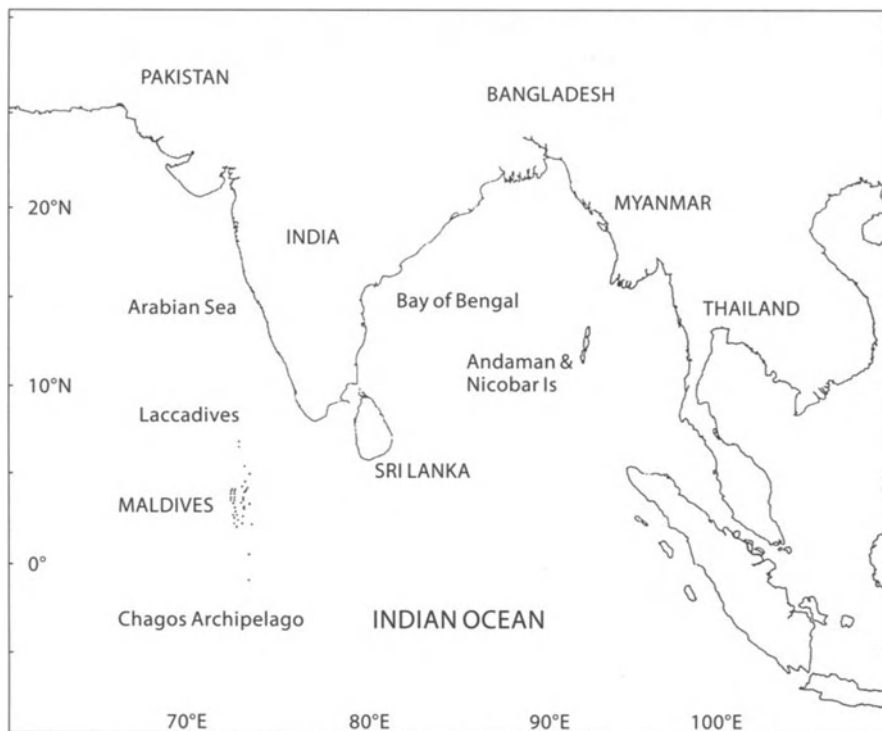 PAKISTAN
BANGLADESH
20°N
MYANMAR
INDIA
Arabian Sea
Bay of Bengal
THAILAND
Andaman &
Nicobar Is
10°N
Laccadives
SRI LANKA
MALDIVES
0°
Chagos Archipelago
INDIAN OCEAN
70°E
80°E
90°E
100°E